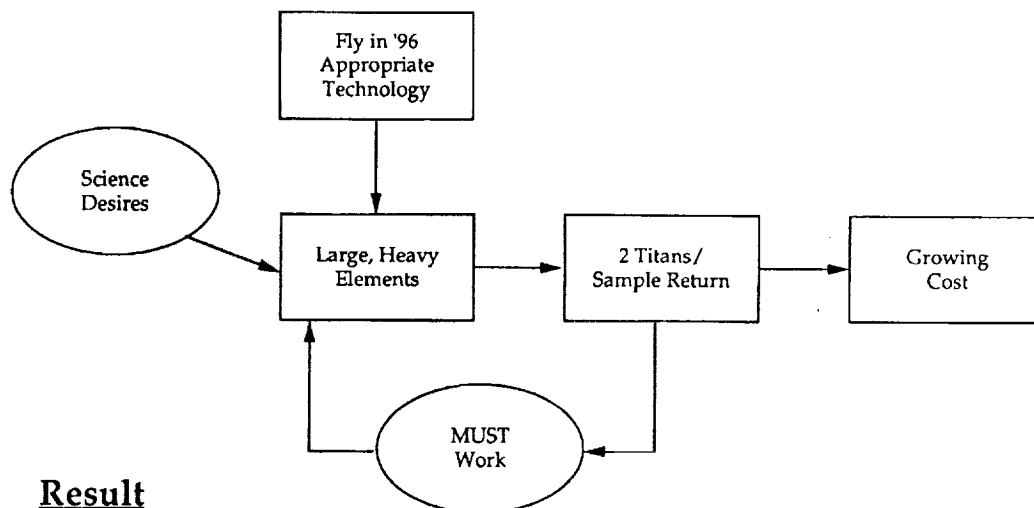 Fly in '96
Appropriate
Technology
Science
Desires
Large, Heavy
Elements
2 Titans/
Sample Return
Growing
Cost
MUST
Work
Result